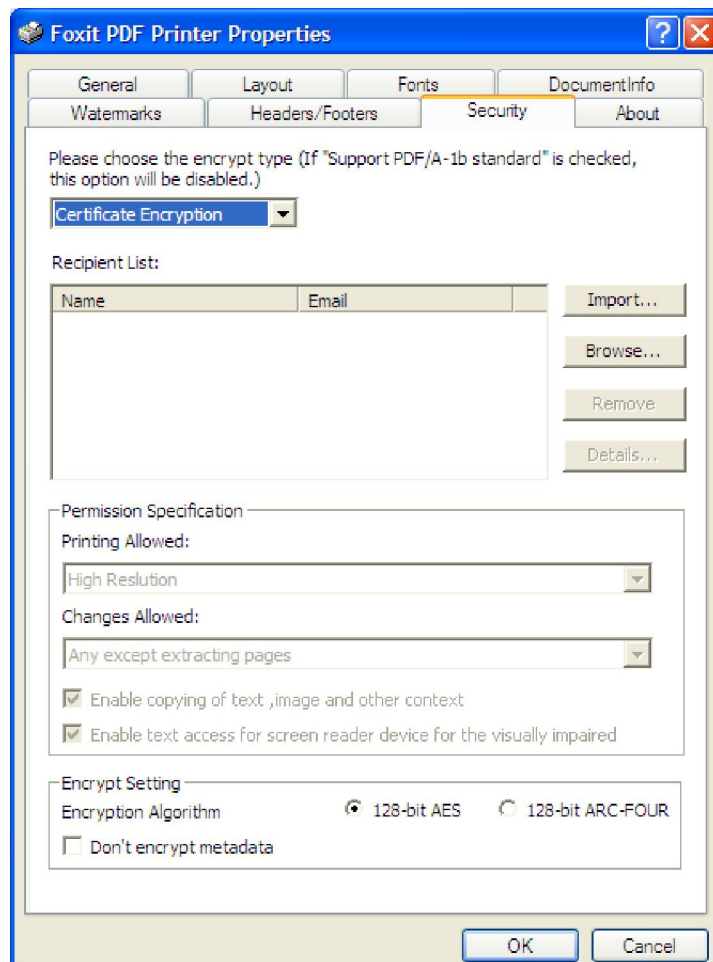 Foxit PDF Printer Properties
General Layout Fonts DocumentInfo
Watermarks Headers/Footers Security About
Please choose the encrypt type (If "Support PDF/A-1b standard" is checked,
this option will be disabled.)
Certificate Encryption
Recipient List:
Name Email
Import...
Browse...
Remove
Details...
Permission Specification
Printing Allowed:
High Reslution
Changes Allowed:
Any except extracting pages
Enable copying of text ,image and other context
Enable text access for screen reader device for the visually impaired
Encrypt Setting
Encryption Algorithm 128-bit AES 128-bit ARC-FOUR
Don't encrypt metadata
OK Cancel